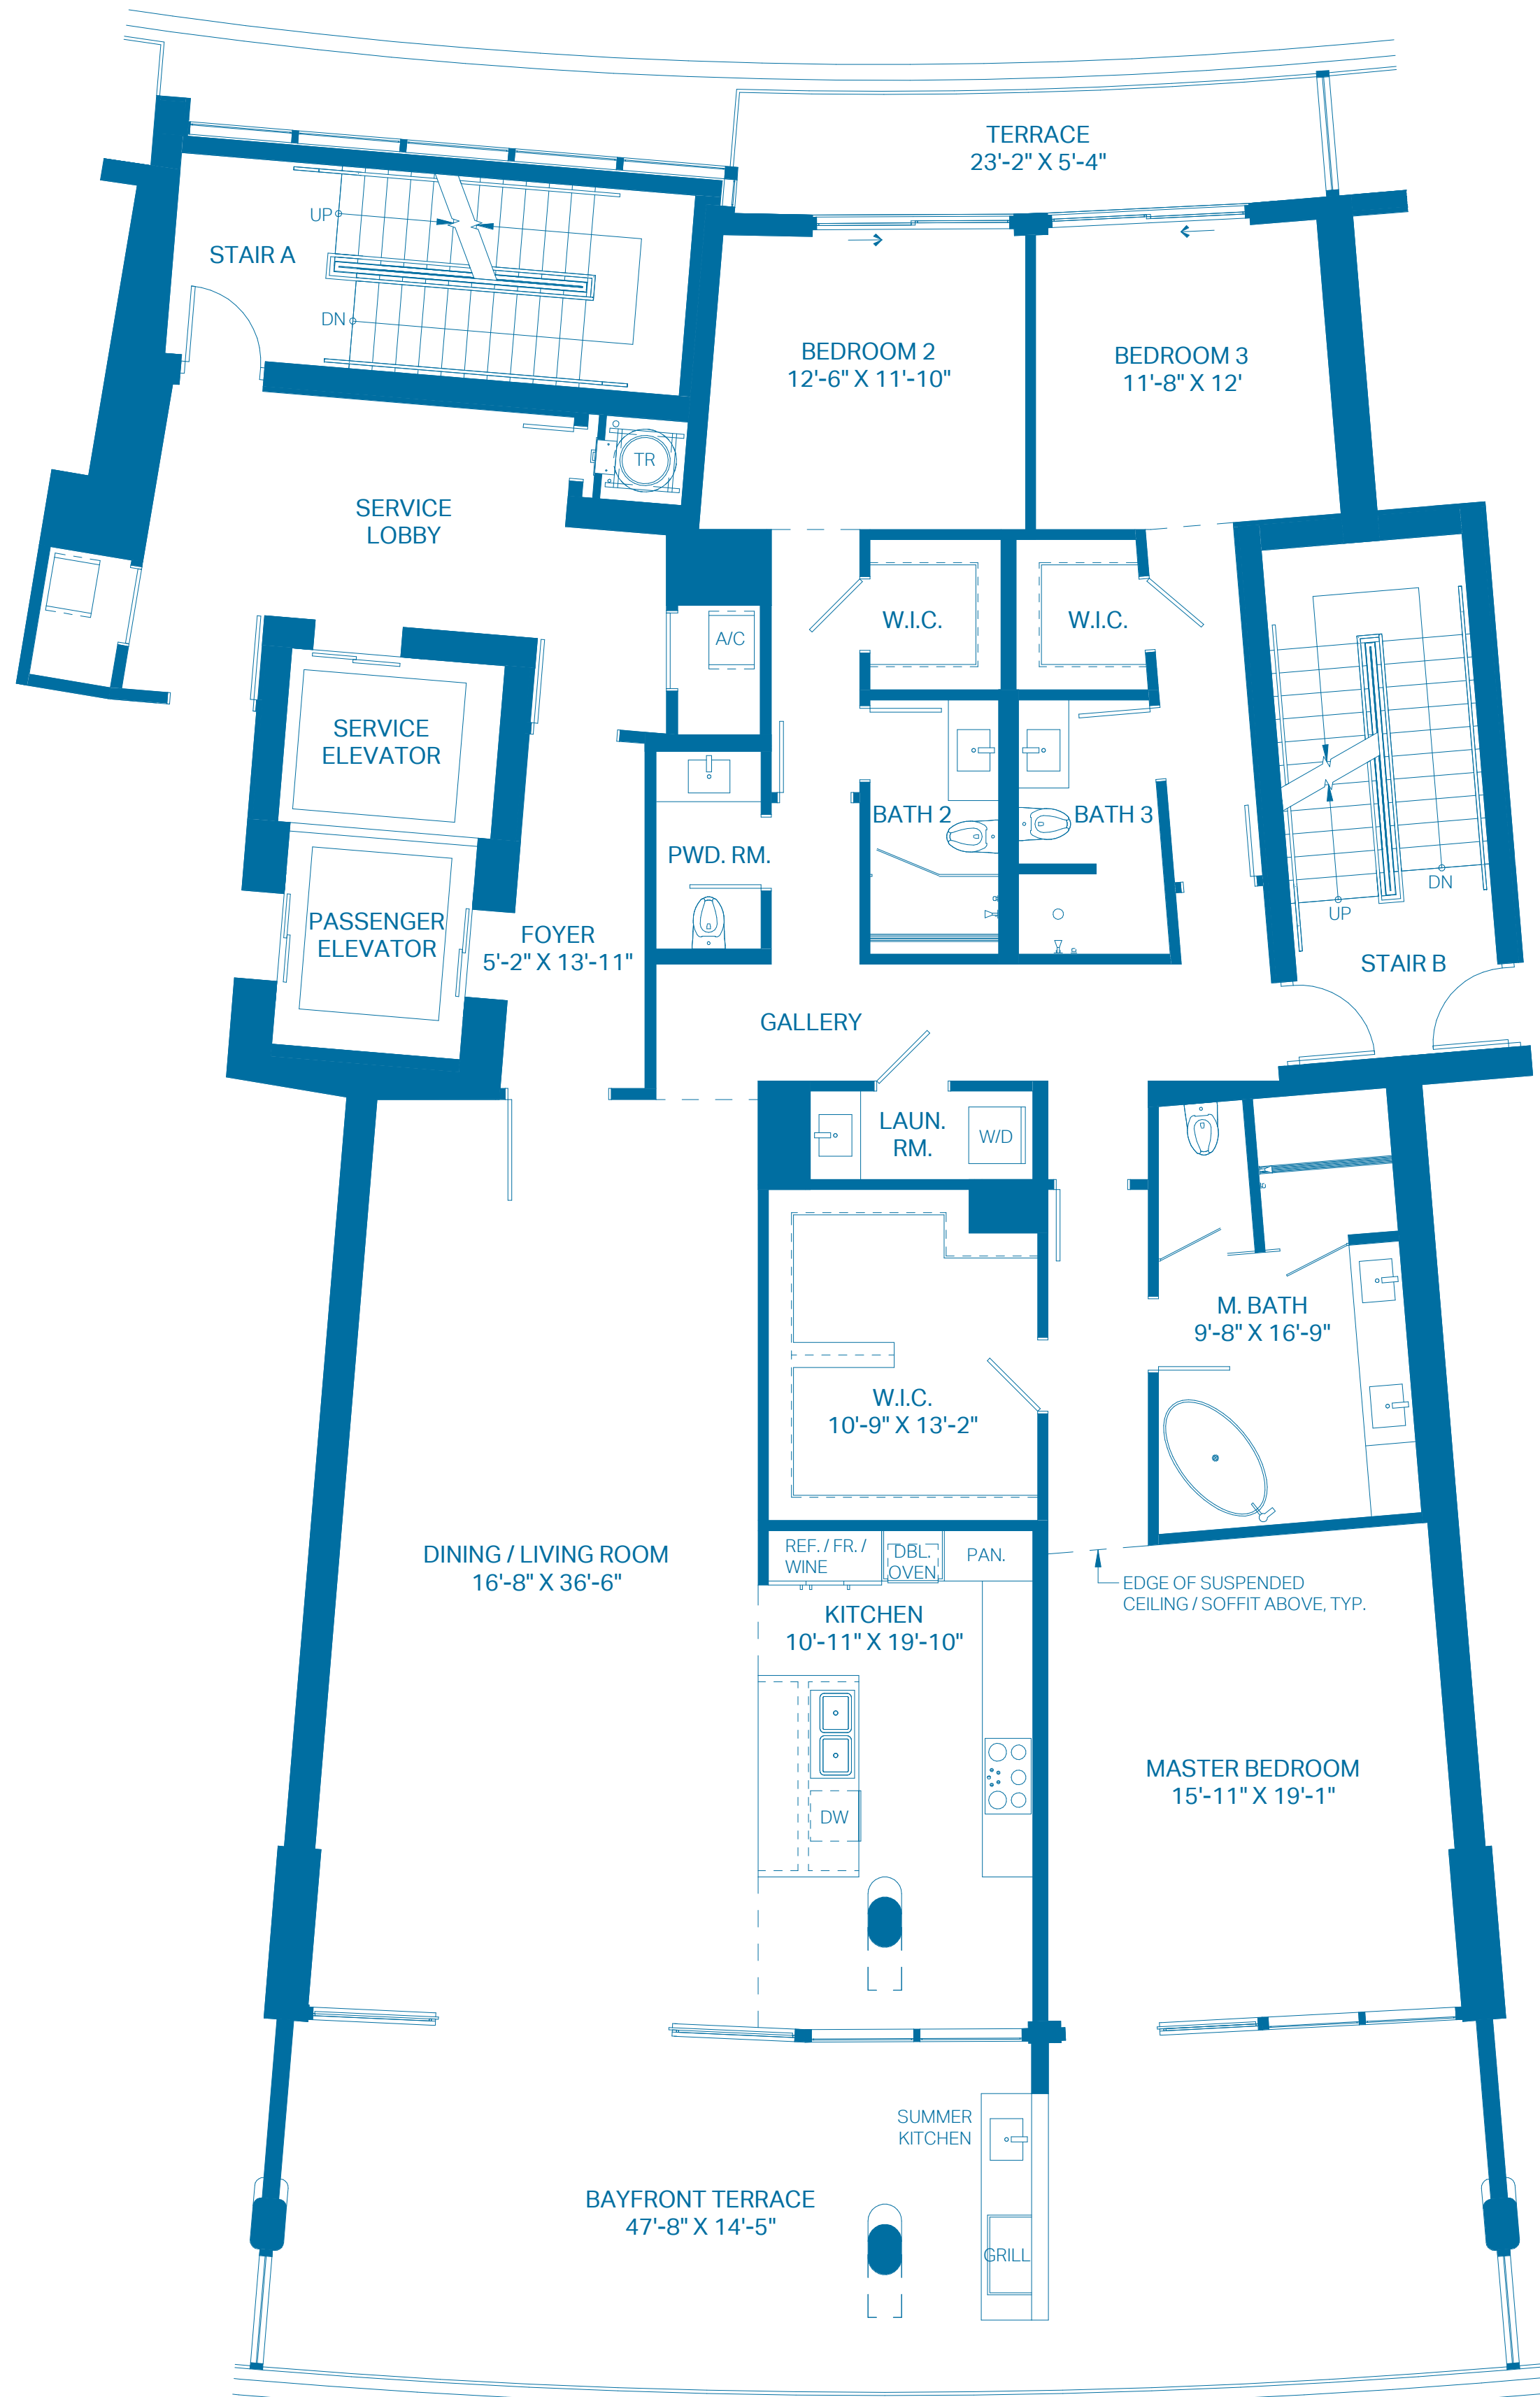 TERRACE
23'-2" X 5'-4"
UP
STAIR A
DN
BEDROOM 2
12'-6" X 11'-10"
BEDROOM 3
11'-8" X 12'
TR
SERVICE
LOBBY
A/C
W.I.C.
W.I.C.
SERVICE
ELEVATOR
BATH 2
BATH 3
PWD. RM.
DN
UP
PASSENGER
ELEVATOR
FOYER
5'-2" X 13'-11"
STAIR B
GALLERY
LAUN.
RM.
W/D
M. BATH
9'-8" X 16'-9"
W.I.C.
10'-9" X 13'-2"
DINING / LIVING ROOM
16'-8" X 36'-6"
REF. / FR. /
WINE
DBL.
OVEN
PAN.
EDGE OF SUSPENDED
CEILING / SOFFIT ABOVE, TYP.
KITCHEN
10'-11" X 19'-10"
DW
MASTER BEDROOM
15'-11" X 19'-1"
SUMMER
KITCHEN
BAYFRONT TERRACE
47'-8" X 14'-5"
GRILL